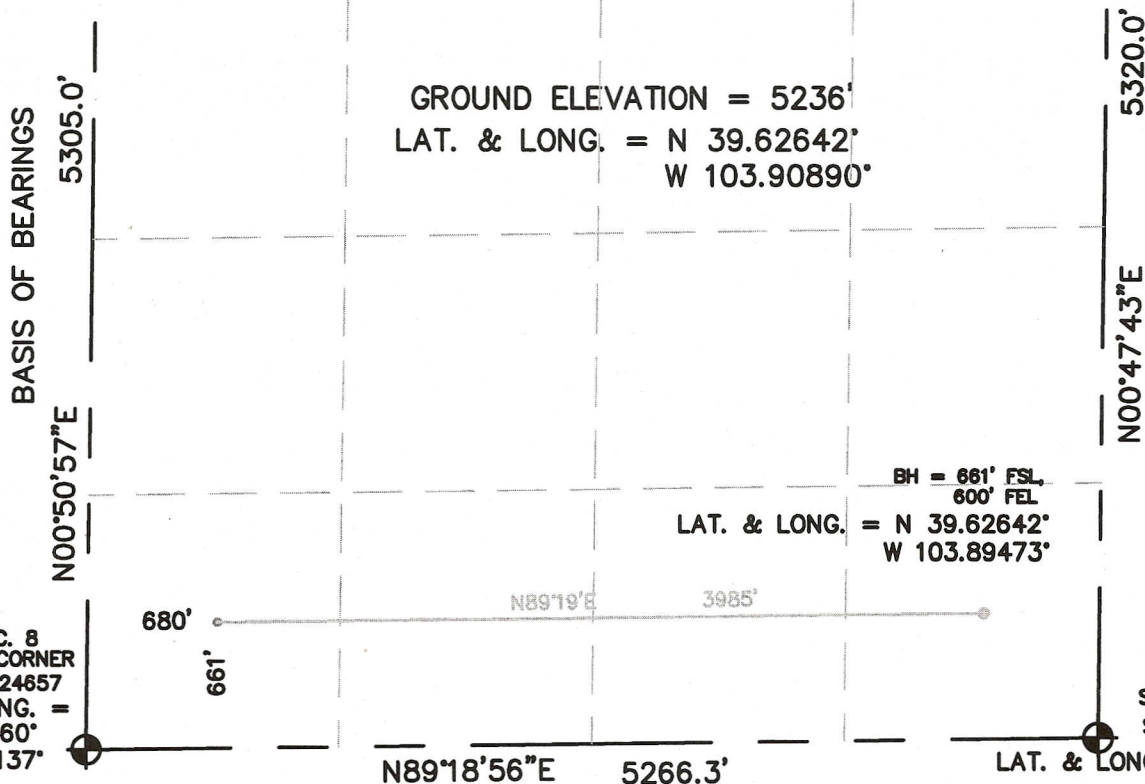 BASIS OF BEARINGS
5305.0'
N00°50'57"E
GROUND ELEVATION = 5236'
LAT. & LONG. = N 39.62642°
W 103.90890°
5320.0'
N00°47'43"E
BH = 661' FSL,
600' FEL
LAT. & LONG. = N 39.62642°
W 103.89473°
N89°19'E 3985'
680'
661'
C. 8
CORNER
24657
NG. =
60°
137°
N89°18'56"E 5266.3'
S
S
LAT. & LONG